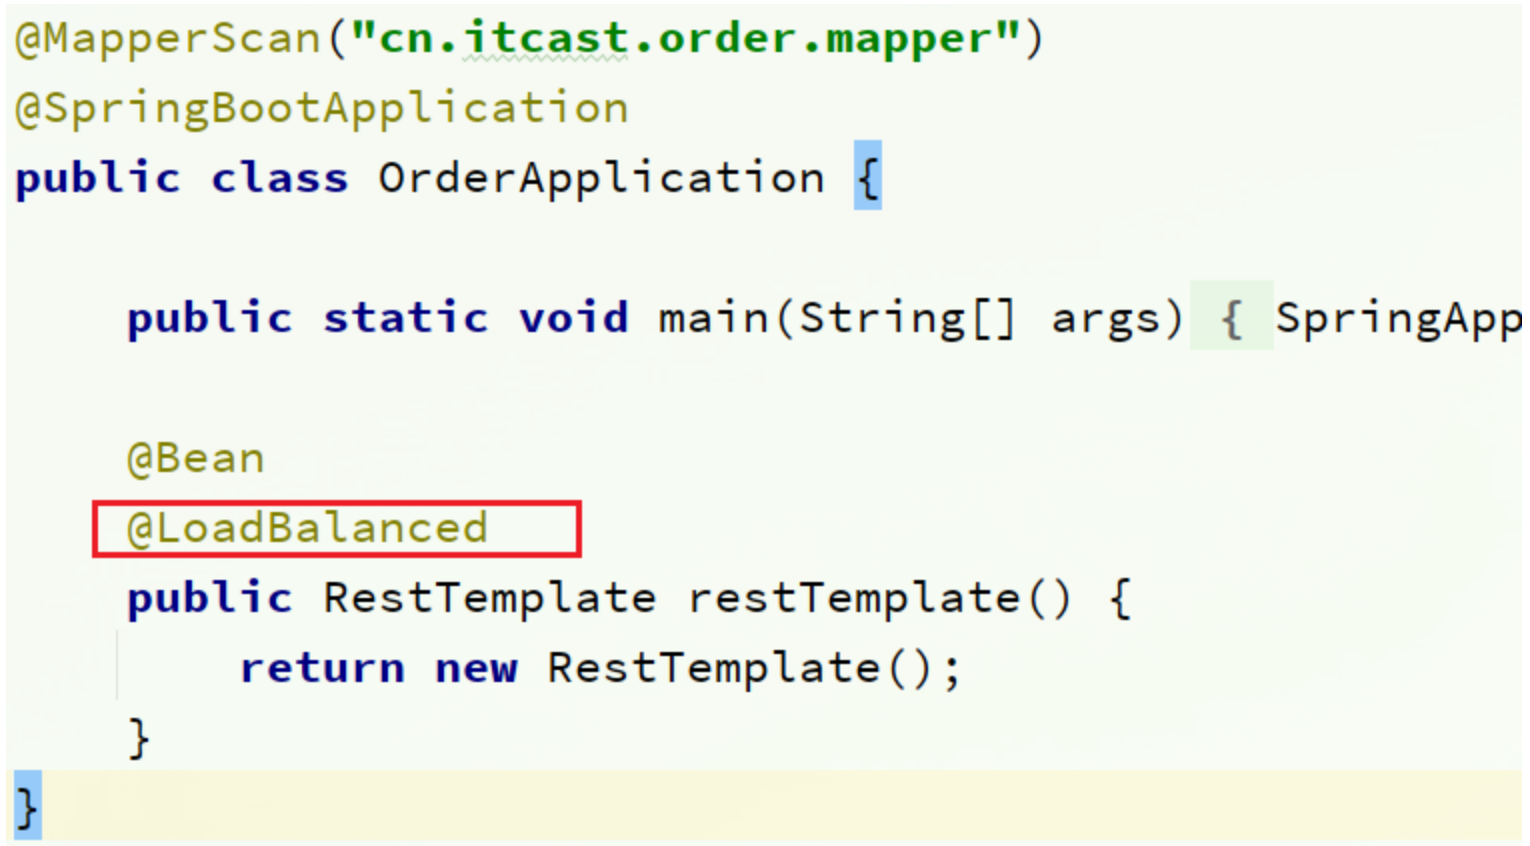 @MapperScan("cn.itcast.order.mapper")
@SpringBootApplication
public class OrderApplication {
public static void main(String[] args) { SpringApp
@Bean
@LoadBalanced
public RestTemplate restTemplate() {
return new RestTemplate();
}
}